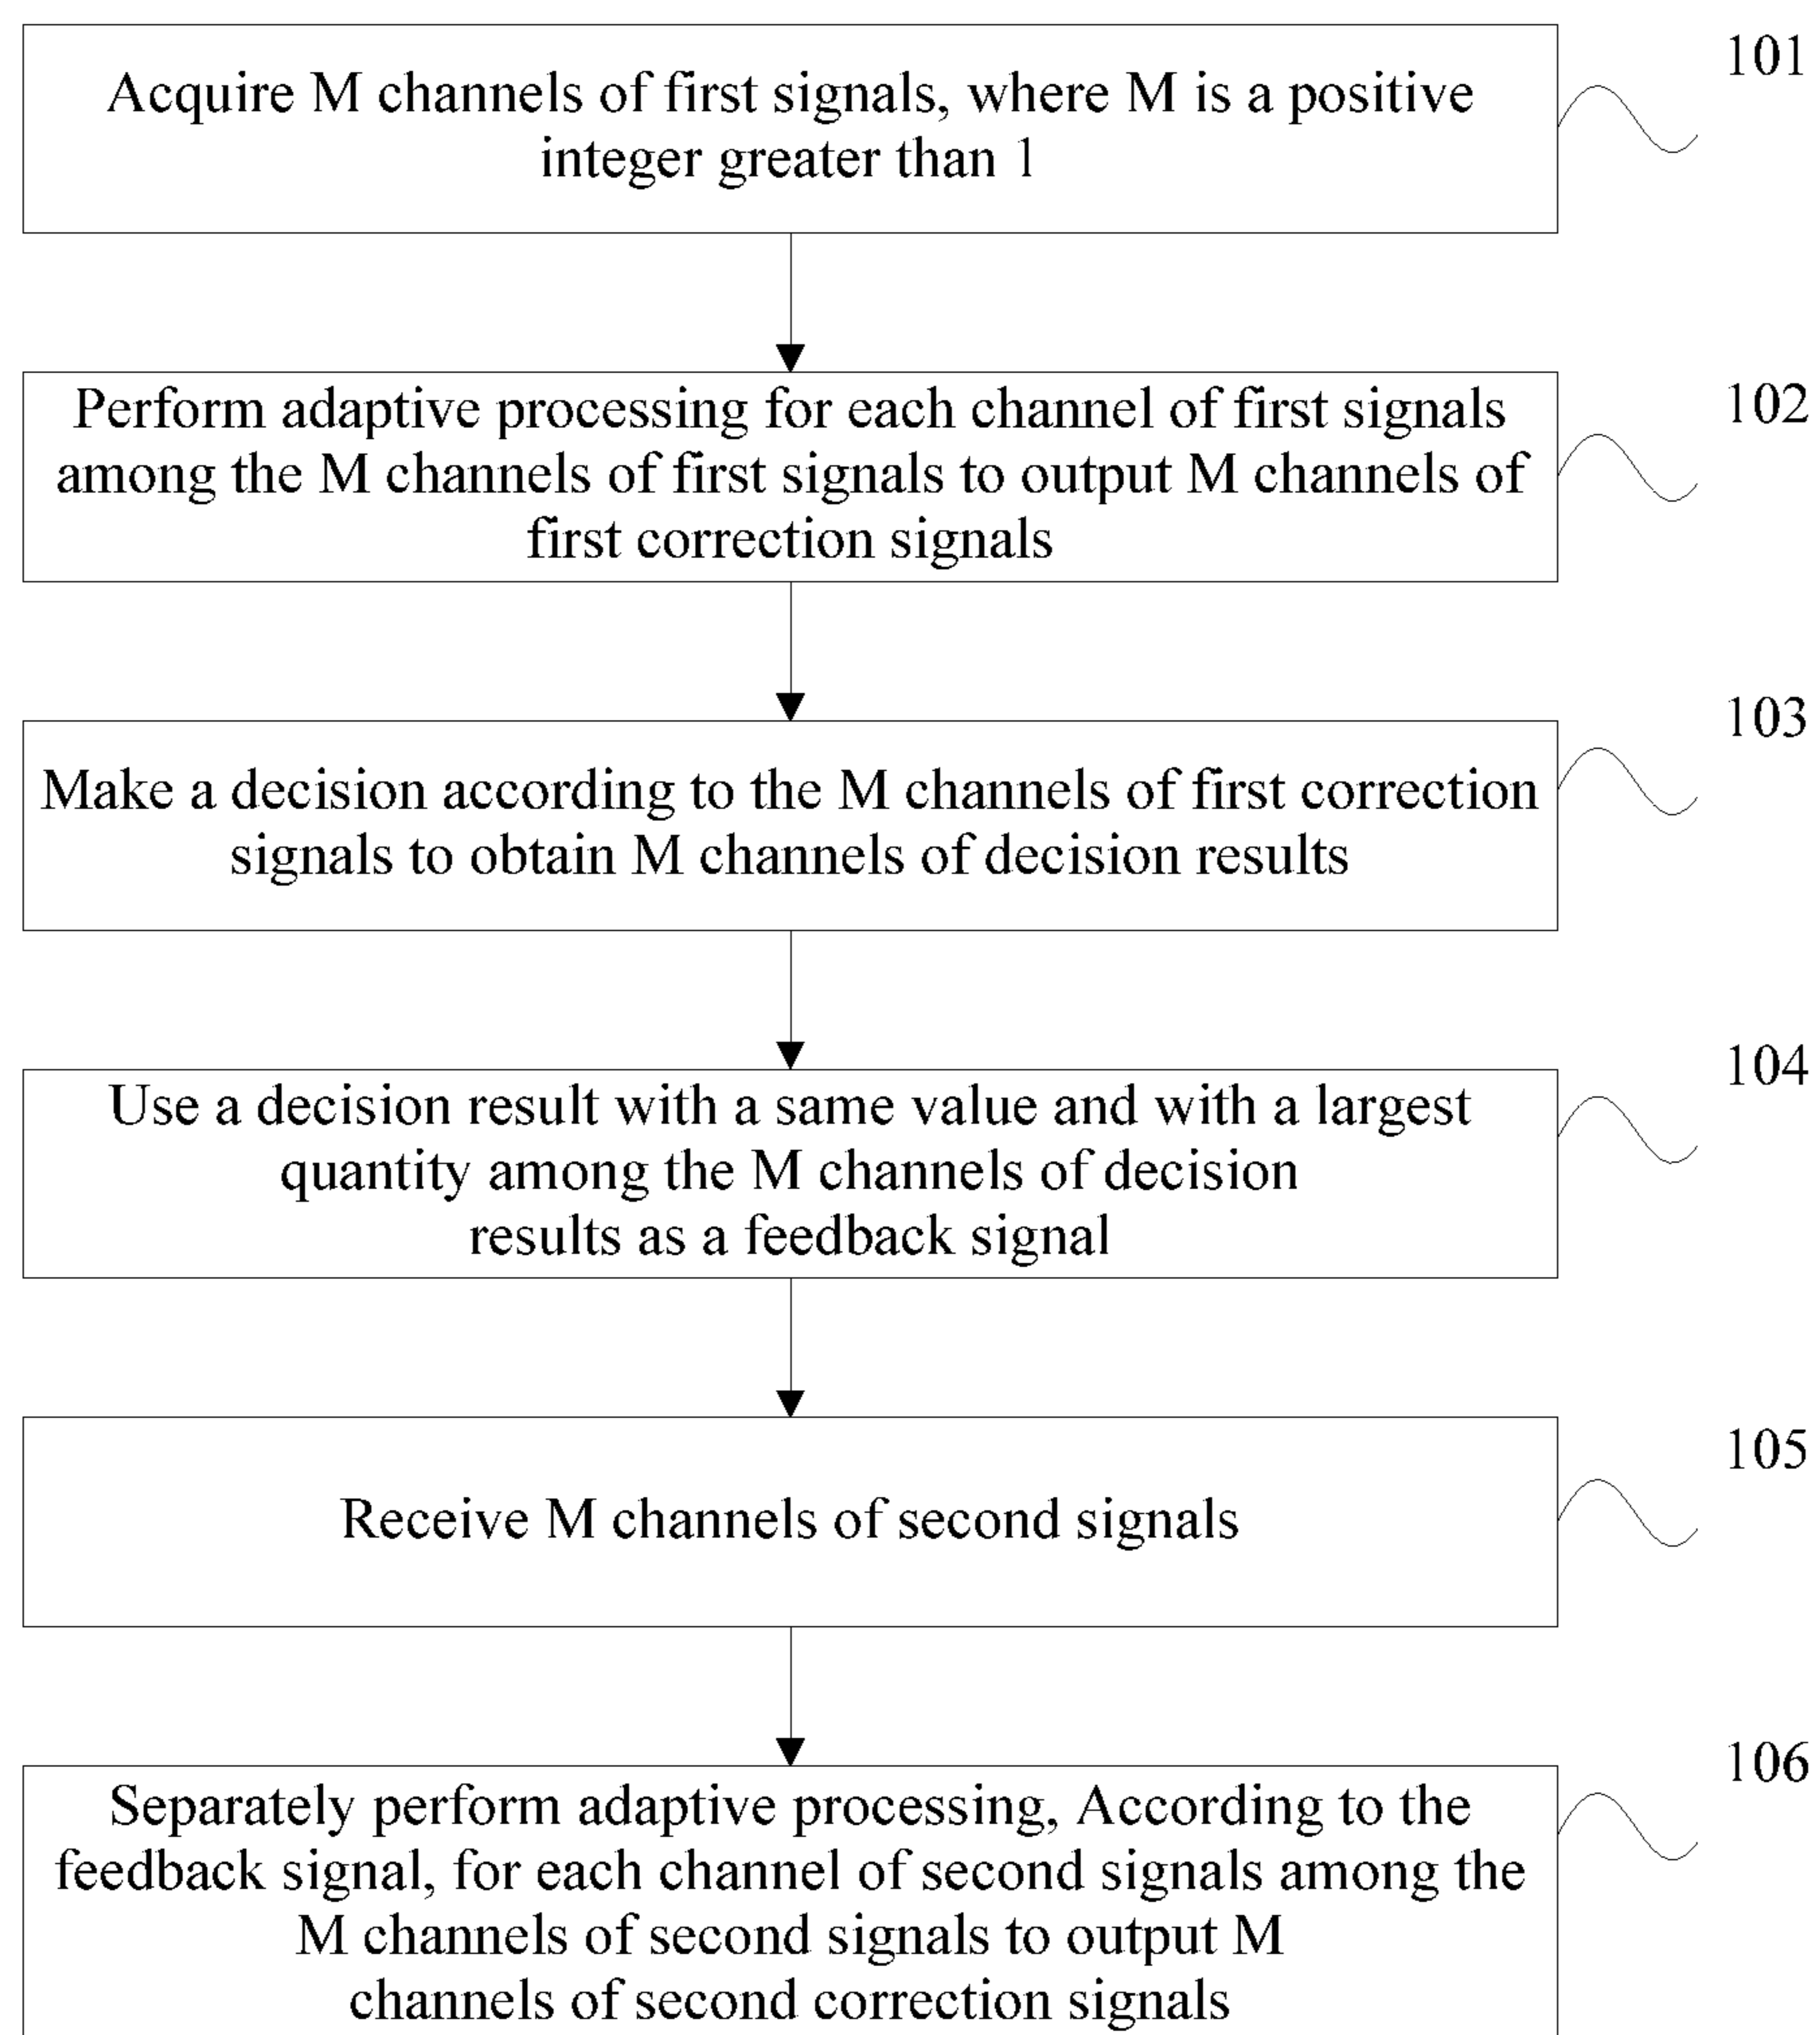 101
Acquire M channels of first signals, where M is a positive
integer greater than 1
102
Perform adaptive processing for each channel of first signals
among the M channels of first signals to output M channels of
first correction signals
103
Make a decision according to the M channels of first correction
signals to obtain M channels of decision results
104
Use a decision result with a same value and with a largest
quantity among the M channels of decision
results as a feedback signal
105
Receive M channels of second signals
106
Separately perform adaptive processing, According to the
feedback signal, for each channel of second signals among the
M channels of second signals to output M
channels of second correction signals